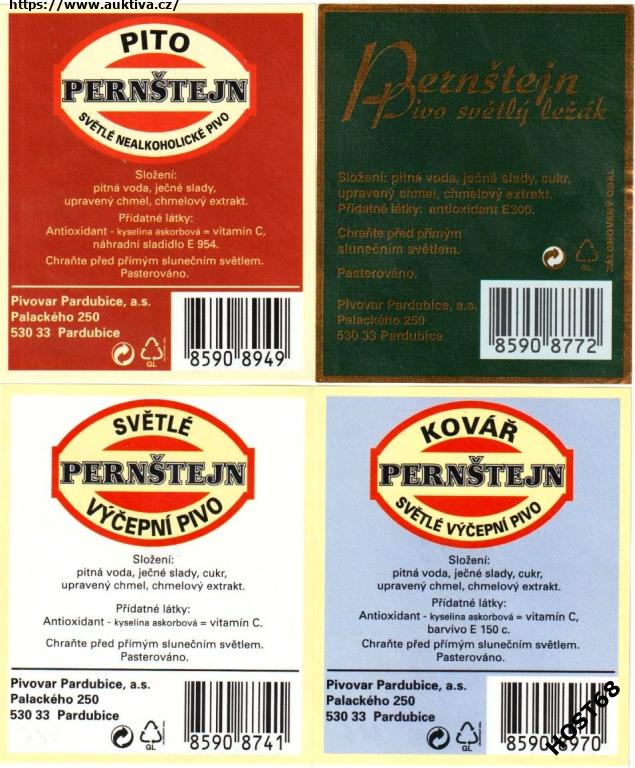 https://www.auktiva.cz/
PITO
PERNŠTEJN
SVĚTLÉ NEALKOHOLICKÉ PIVO
Složení:
pitná voda, ječné slady,
upravený chmel, chmelový extrakt.
Přídatné látky:
Antioxidant - kyselina askorbová = vitamín C,
náhradní sladidlo E 954.
Chraňte před přímým slunečním světlem.
Pasterováno.
Pivovar Pardubice, a.s.
Palackého 250
530 33 Pardubice
GL
8590 8949
Pernštejn
Pivo světlý ležák
Složení: pitná voda, ječné slady, cukr,
upravený chmel, chmelový extrakt.
Přídatné látky: antioxidant E300.
Chraňte před přímým
slunečním světlem.
Pasterováno.
ZÁLOHOVANÝ OBAL
GL
Pivovar Pardubice, a.s.
Palackého 250
530 33 Pardubice
8590 8772
SVĚTLÉ
PERNŠTEJN
VÝČEPNÍ PIVO
Složení:
pitná voda, ječné slady, cukr,
upravený chmel, chmelový extrakt.
Přídatné látky:
Antioxidant - kyselina askorbová = vitamín C.
Chraňte před přímým slunečním světlem.
Pasterováno.
Pivovar Pardubice, a.s.
Palackého 250
530 33 Pardubice
GL
8590 8741
KOVÁŘ
PERNŠTEJN
SVĚTLÉ VÝČEPNÍ PIVO
Složení:
pitná voda, ječné slady, cukr,
upravený chmel, chmelový extrakt.
Přídatné látky:
Antioxidant - kyselina askorbová = vitamín C,
barvivo E 150 c.
Chraňte před přímým slunečním světlem.
Pasterováno.
Pivovar Pardubice, a.s.
Palackého 250
530 33 Pardubice
GL
8590 8970
HOST68